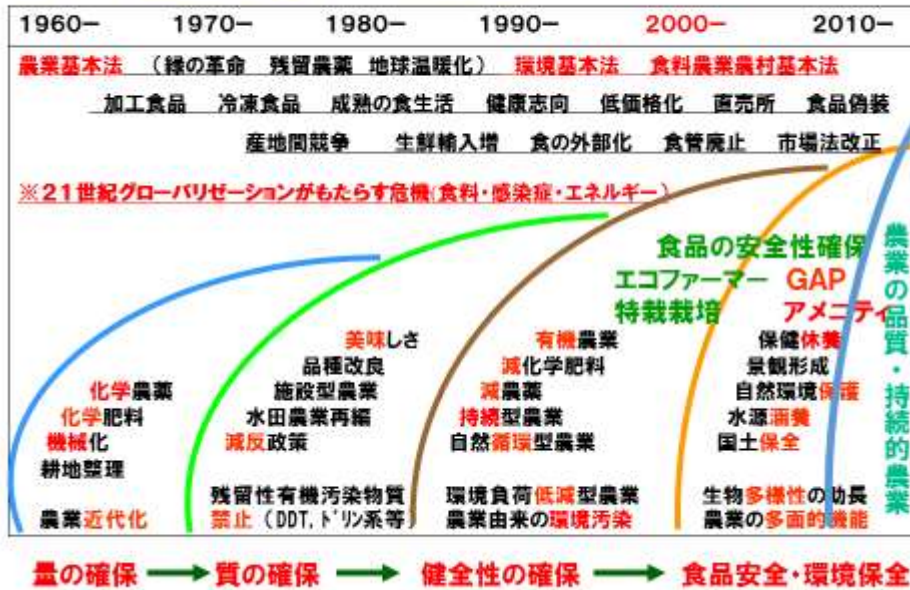 1960― 1970― 1980― 1990― 2000― 2010―
農業基本法 （緑の革命 残留農薬 地球温暖化） 環境基本法 食料農業農村基本法
加工食品 冷凍食品 成熟の食生活 健康志向 低価格化 直売所 食品偽装
産地間競争 生鮮輸入増 食の外部化 食管廃止 市場法改正
※21世紀グローバリゼーションがもたらす危機(食料・感染症・エネルギー)
食品の安全性確保
エコファーマー GAP
特栽栽培 アメニティ
農業の品質・持続的農業
化学農薬
化学肥料
機械化
耕地整理
農業近代化
美味しさ
品種改良
施設型農業
水田農業再編
減反政策
残留性有機汚染物質
禁止（DDT,ドリン系等）
有機農業
減化学肥料
減農薬
持続型農業
自然循環型農業
環境負荷低減型農業
農業由来の環境汚染
保健休養
景観形成
自然環境保護
水源涵養
国土保全
生物多様性の助長
農業の多面的機能
量の確保 → 質の確保 → 健全性の確保 → 食品安全・環境保全